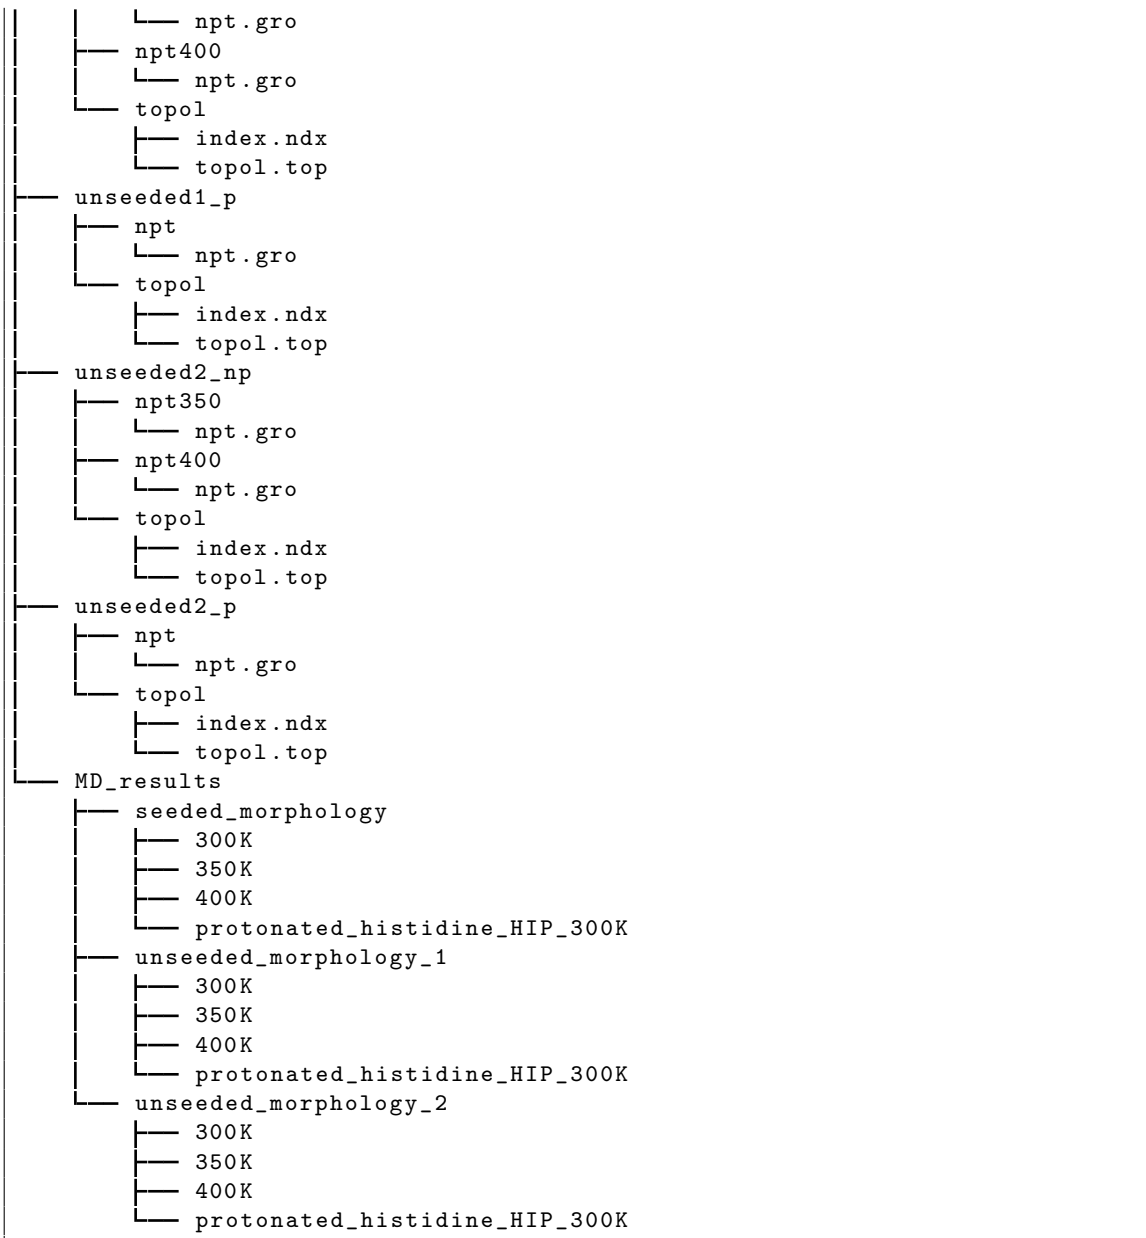 │   │   └── npt.gro
│   ├── npt400
│   │   └── npt.gro
│   └── topol
│       ├── index.ndx
│       └── topol.top
├── unseeded1_p
│   ├── npt
│   │   └── npt.gro
│   └── topol
│       ├── index.ndx
│       └── topol.top
├── unseeded2_np
│   ├── npt350
│   │   └── npt.gro
│   ├── npt400
│   │   └── npt.gro
│   └── topol
│       ├── index.ndx
│       └── topol.top
├── unseeded2_p
│   ├── npt
│   │   └── npt.gro
│   └── topol
│       ├── index.ndx
│       └── topol.top
└── MD_results
    ├── seeded_morphology
    │   ├── 300K
    │   ├── 350K
    │   ├── 400K
    │   └── protonated_histidine_HIP_300K
    ├── unseeded_morphology_1
    │   ├── 300K
    │   ├── 350K
    │   ├── 400K
    │   └── protonated_histidine_HIP_300K
    └── unseeded_morphology_2
        ├── 300K
        ├── 350K
        ├── 400K
        └── protonated_histidine_HIP_300K